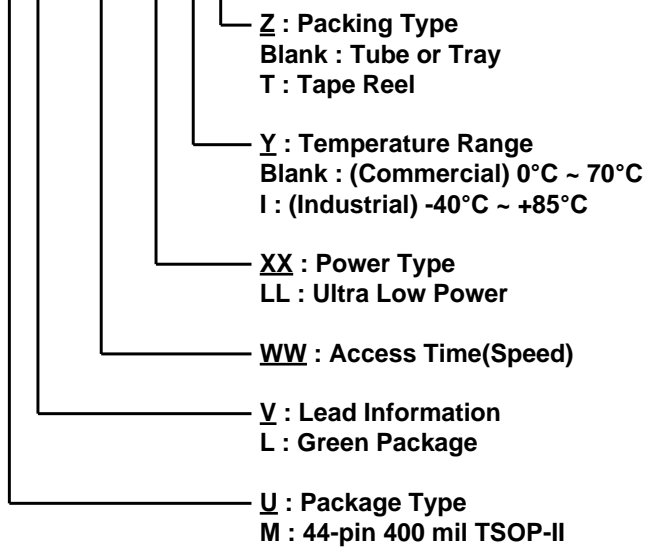 Z : Packing Type
Blank : Tube or Tray
T : Tape Reel
Y : Temperature Range
Blank : (Commercial) 0°C ~ 70°C
I : (Industrial) -40°C ~ +85°C
XX : Power Type
LL : Ultra Low Power
WW : Access Time(Speed)
V : Lead Information
L : Green Package
U : Package Type
M : 44-pin 400 mil TSOP-II